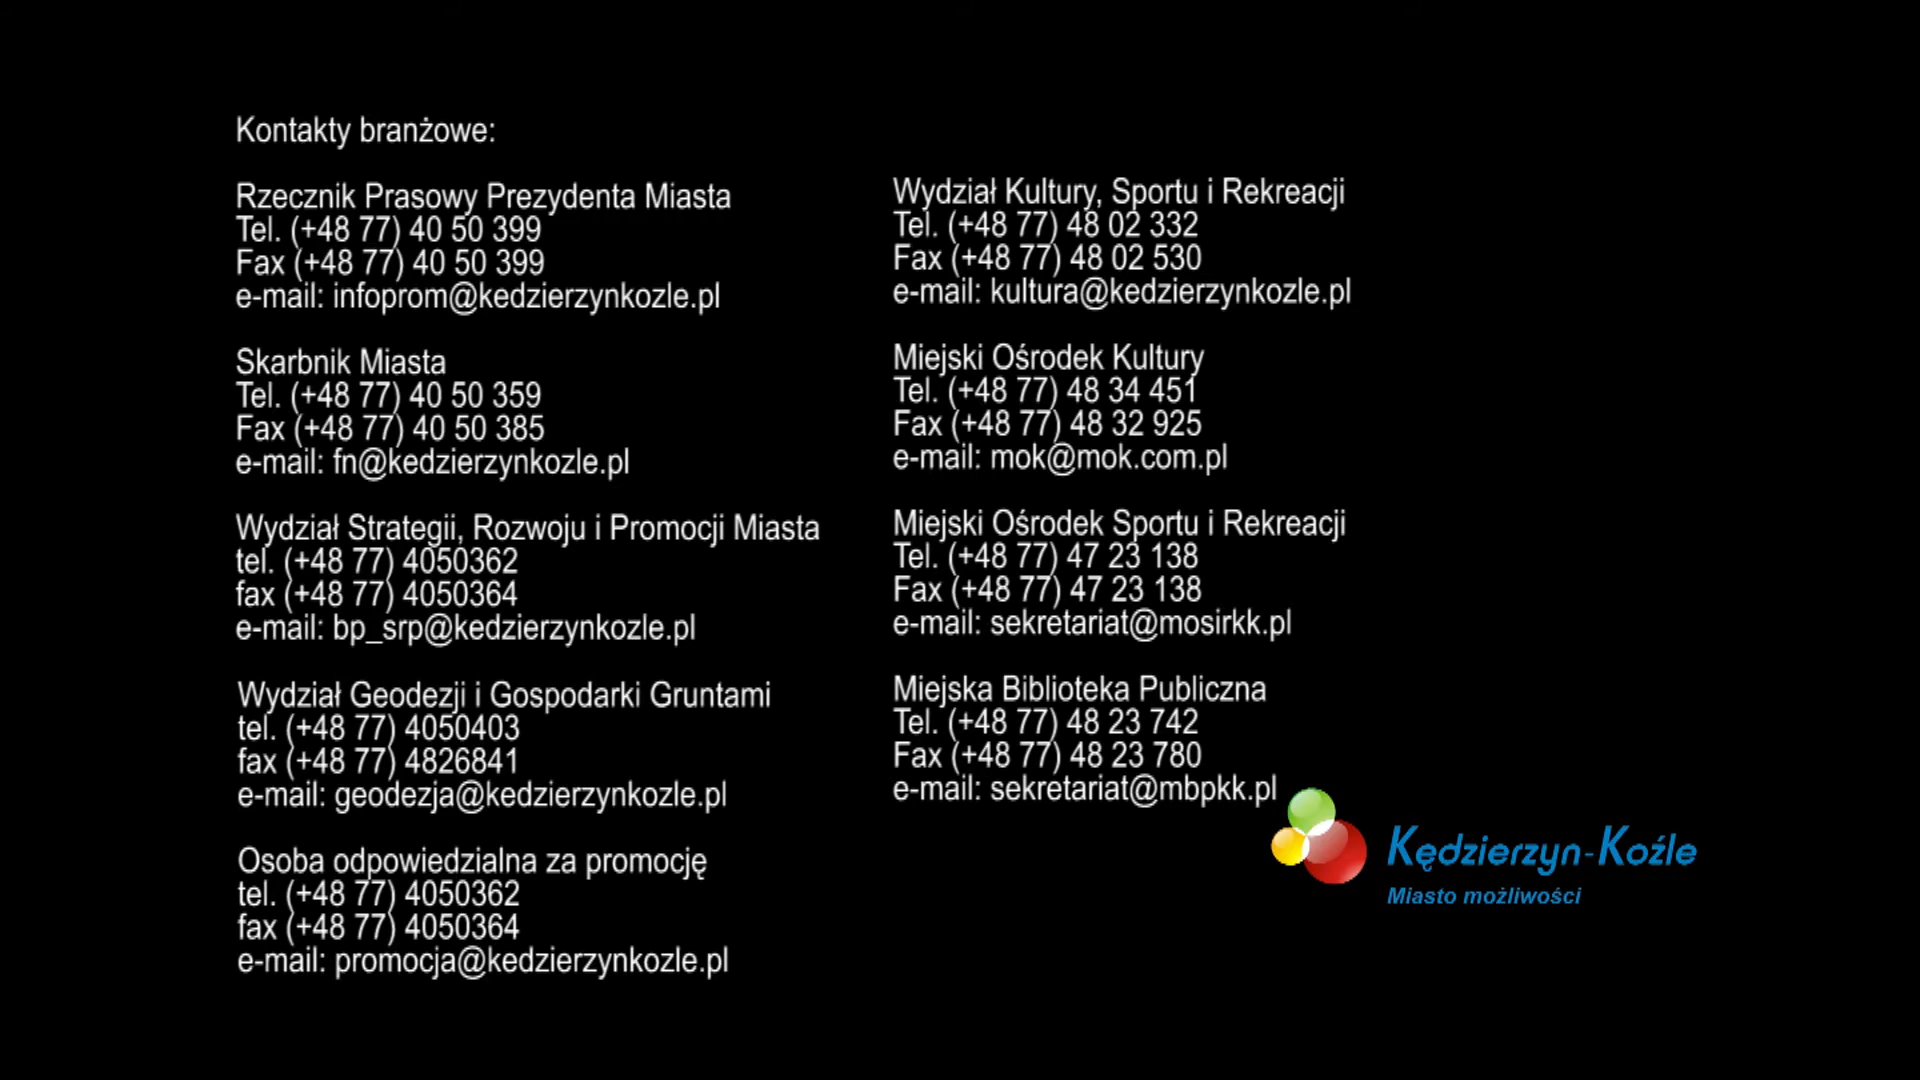 Kontakty branżowe:
Rzecznik Prasowy Prezydenta Miasta
Tel. (+48 77) 40 50 399
Fax (+48 77) 40 50 399
e-mail: infoprom@kedzierzynkozle.pl
Skarbnik Miasta
Tel. (+48 77) 40 50 359
Fax (+48 77) 40 50 385
e-mail: fn@kedzierzynkozle.pl
Wydział Strategii, Rozwoju i Promocji Miasta
tel. (+48 77) 4050362
fax (+48 77) 4050364
e-mail: bp_srp@kedzierzynkozle.pl
Wydział Geodezji i Gospodarki Gruntami
tel. (+48 77) 4050403
fax (+48 77) 4826841
e-mail: geodezja@kedzierzynkozle.pl
Osoba odpowiedzialna za promocję
tel. (+48 77) 4050362
fax (+48 77) 4050364
e-mail: promocja@kedzierzynkozle.pl
Wydział Kultury, Sportu i Rekreacji
Tel. (+48 77) 48 02 332
Fax (+48 77) 48 02 530
e-mail: kultura@kedzierzynkozle.pl
Miejski Ośrodek Kultury
Tel. (+48 77) 48 34 451
Fax (+48 77) 48 32 925
e-mail: mok@mok.com.pl
Miejski Ośrodek Sportu i Rekreacji
Tel. (+48 77) 47 23 138
Fax (+48 77) 47 23 138
e-mail: sekretariat@mosirkk.pl
Miejska Biblioteka Publiczna
Tel. (+48 77) 48 23 742
Fax (+48 77) 48 23 780
e-mail: sekretariat@mbpkk.pl
Kędzierzyn-Koźle
Miasto możliwości